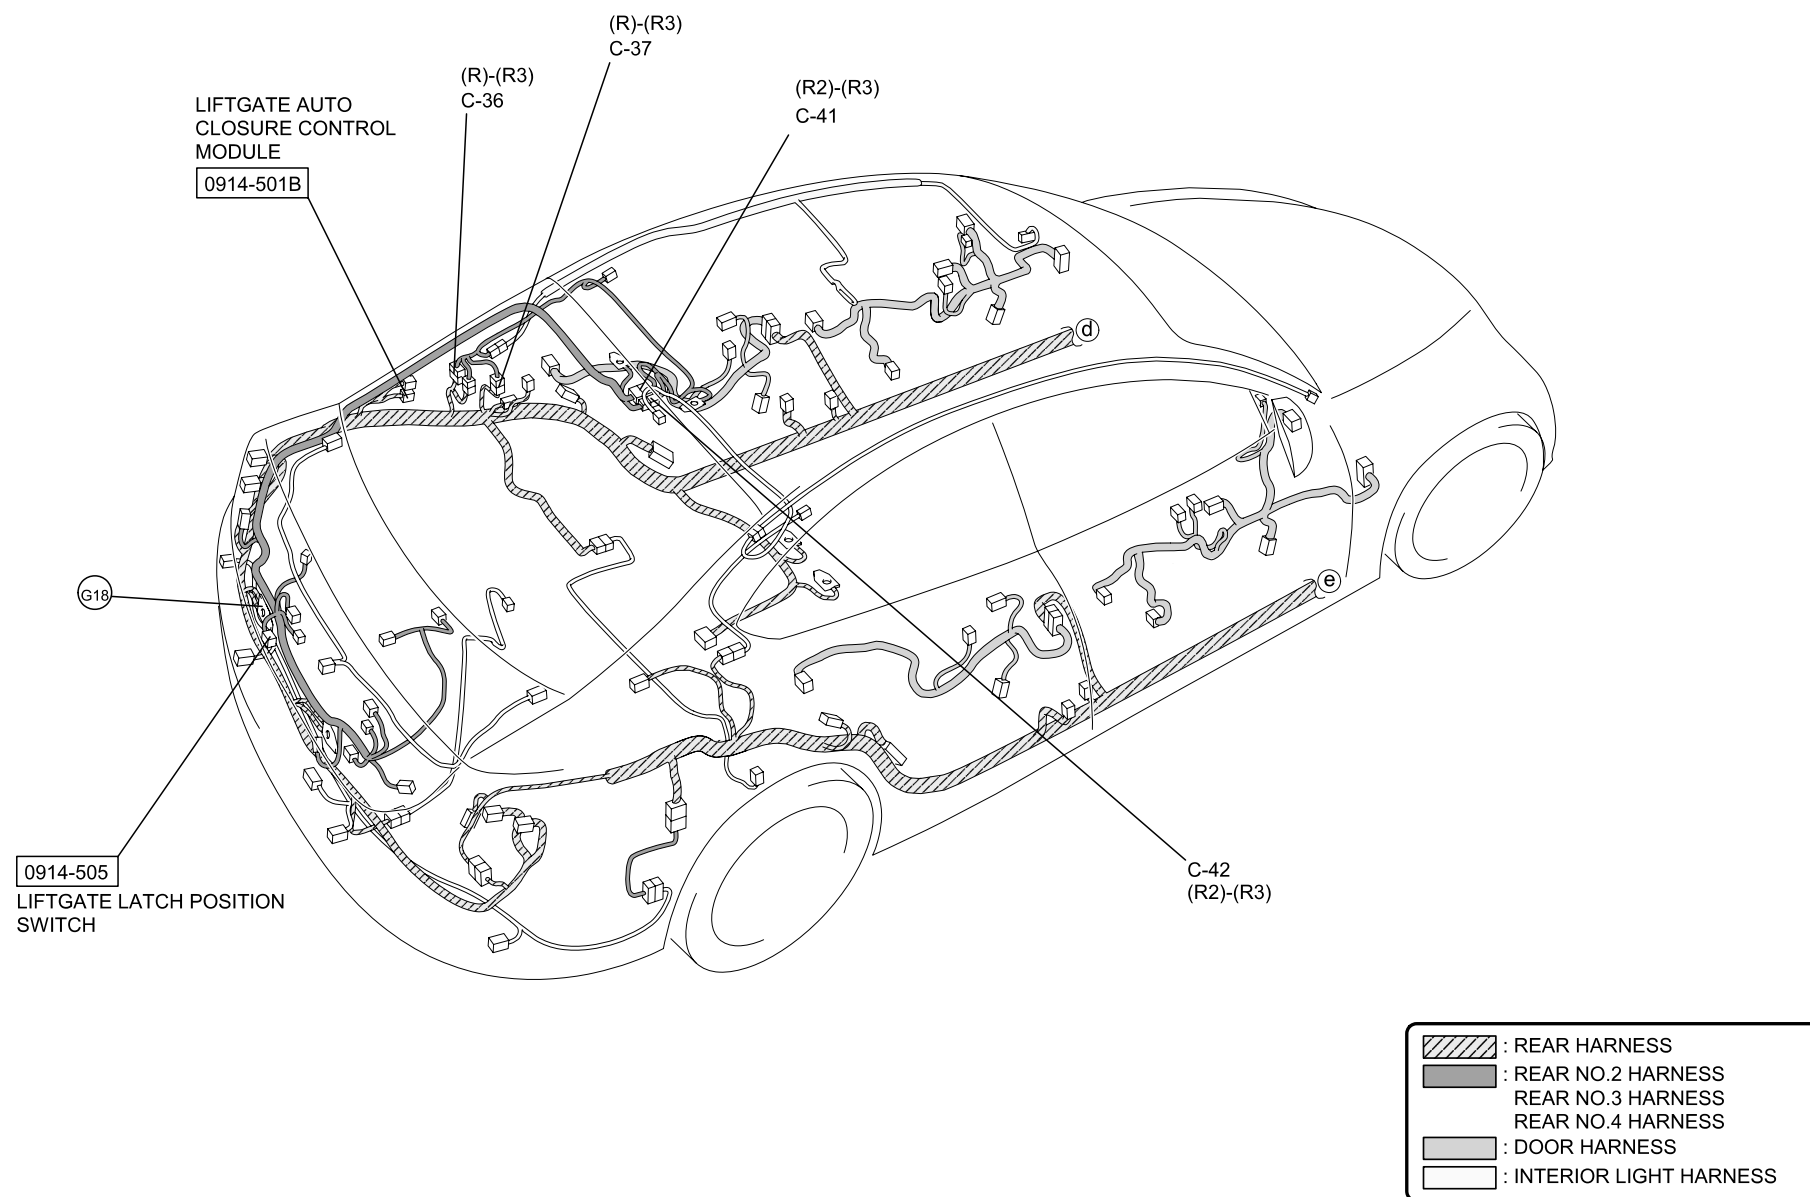 (R)-(R3)
C-37
(R)-(R3)
C-36
(R2)-(R3)
C-41
LIFTGATE AUTO
CLOSURE CONTROL
MODULE
0914-501B
d
e
G18
0914-505
LIFTGATE LATCH POSITION
SWITCH
C-42
(R2)-(R3)
: REAR HARNESS
: REAR NO.2 HARNESS
REAR NO.3 HARNESS
REAR NO.4 HARNESS
: DOOR HARNESS
: INTERIOR LIGHT HARNESS